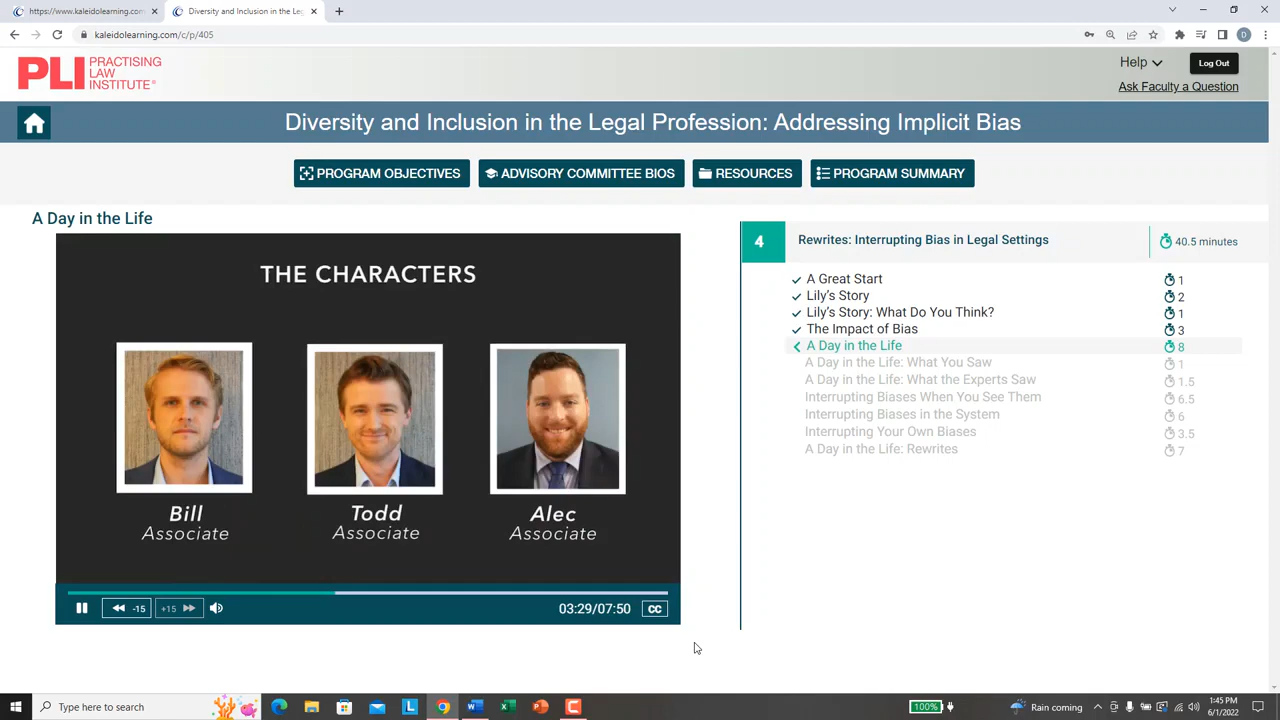 https://www.kaleidolearning.com/
Diversity and Inclusion in the Leg
kaleidolearning.com/c/p/405
D
PLI PRACTISING
LAW
INSTITUTE®
Help
Log Out
Ask Faculty a Question
Diversity and Inclusion in the Legal Profession: Addressing Implicit Bias
PROGRAM OBJECTIVES
ADVISORY COMMITTEE BIOS
RESOURCES
PROGRAM SUMMARY
A Day in the Life
THE CHARACTERS
Bill
Associate
Todd
Associate
Alec
Associate
-15
+15
03:29/07:50
CC
4
Rewrites: Interrupting Bias in Legal Settings
40.5 minutes
A Great Start 1
Lily's Story 2
Lily's Story: What Do You Think? 1
The Impact of Bias 3
A Day in the Life 8
A Day in the Life: What You Saw 1
A Day in the Life: What the Experts Saw 1.5
Interrupting Biases When You See Them 6.5
Interrupting Biases in the System 6
Interrupting Your Own Biases 3.5
A Day in the Life: Rewrites 7
Type here to search
L
100%
Rain coming
1:45 PM
6/1/2022